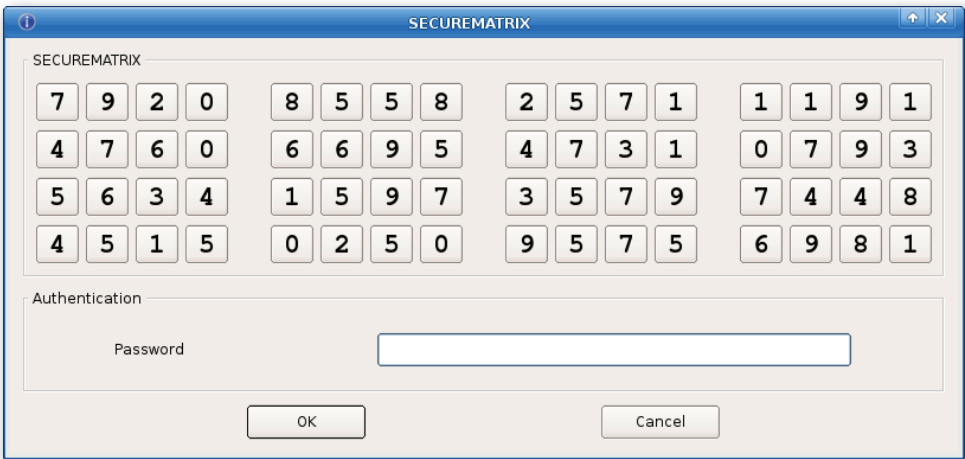 SECUREMATRIX
SECUREMATRIX
7 9 2 0 8 5 5 8 2 5 7 1 1 1 9 1
4 7 6 0 6 6 9 5 4 7 3 1 0 7 9 3
5 6 3 4 1 5 9 7 3 5 7 9 7 4 4 8
4 5 1 5 0 2 5 0 9 5 7 5 6 9 8 1
Authentication
Password
OK Cancel